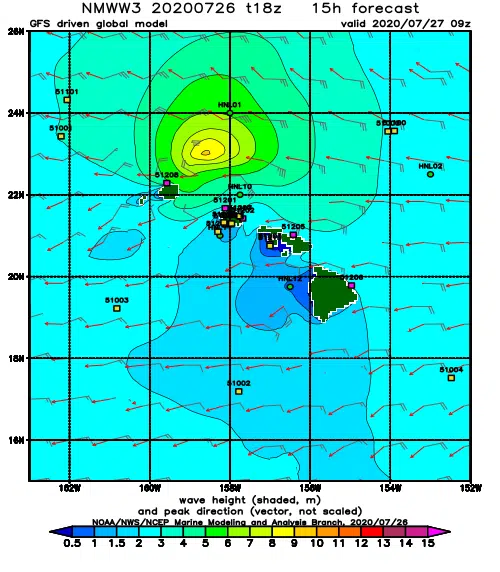 NMWW3 20200726 t18z 15h forecast
GFS driven global model valid 2020/07/27 09z
26N
51101
HNL01
24N
51001
HNL02
51208
HNL10
22N
51201
51205
20N
HNL12
51206
51003
18N
51004
51002
16N
162W 160W 158W 156W 154W 152W
wave height (shaded, m)
and peak direction (vector, not scaled)
NOAA/NWS/NCEP Marine Modeling and Analysis Branch, 2020/07/26
0.5 1 1.5 2 3 4 5 6 7 8 9 10 11 12 13 14 15